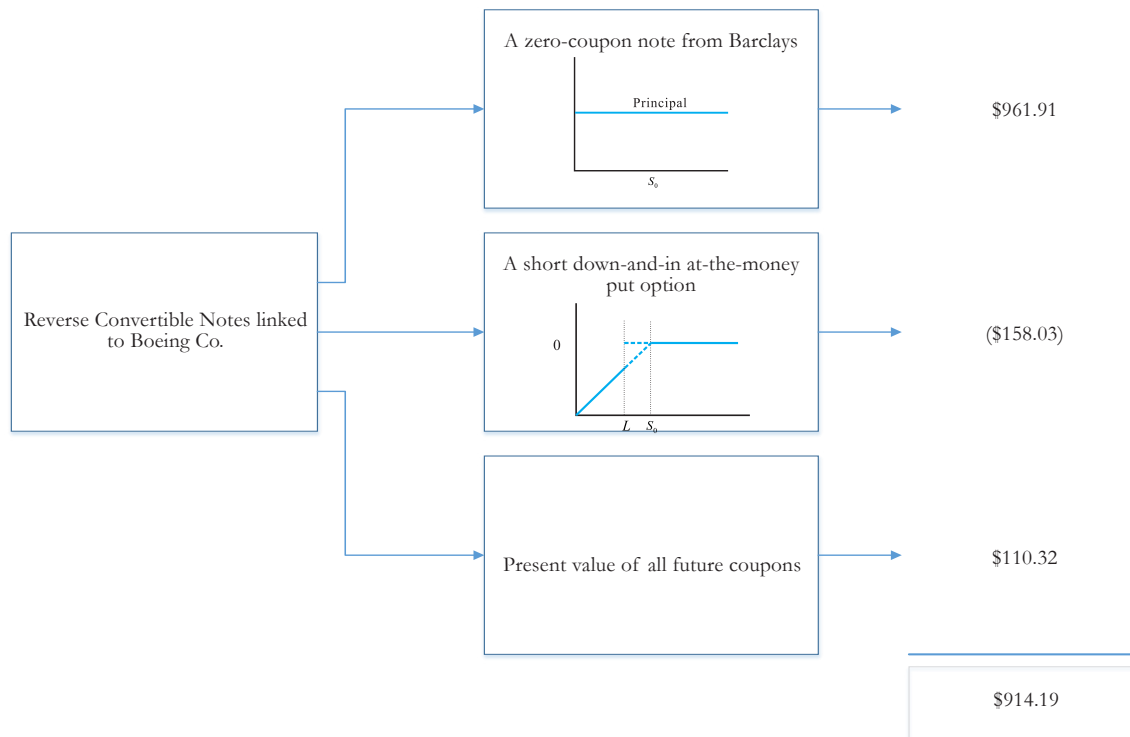 A zero-coupon note from Barclays
Principal
S₀
$961.91
Reverse Convertible Notes linked
to Boeing Co.
A short down-and-in at-the-money
put option
0
L S₀
($158.03)
Present value of all future coupons
$110.32
$914.19